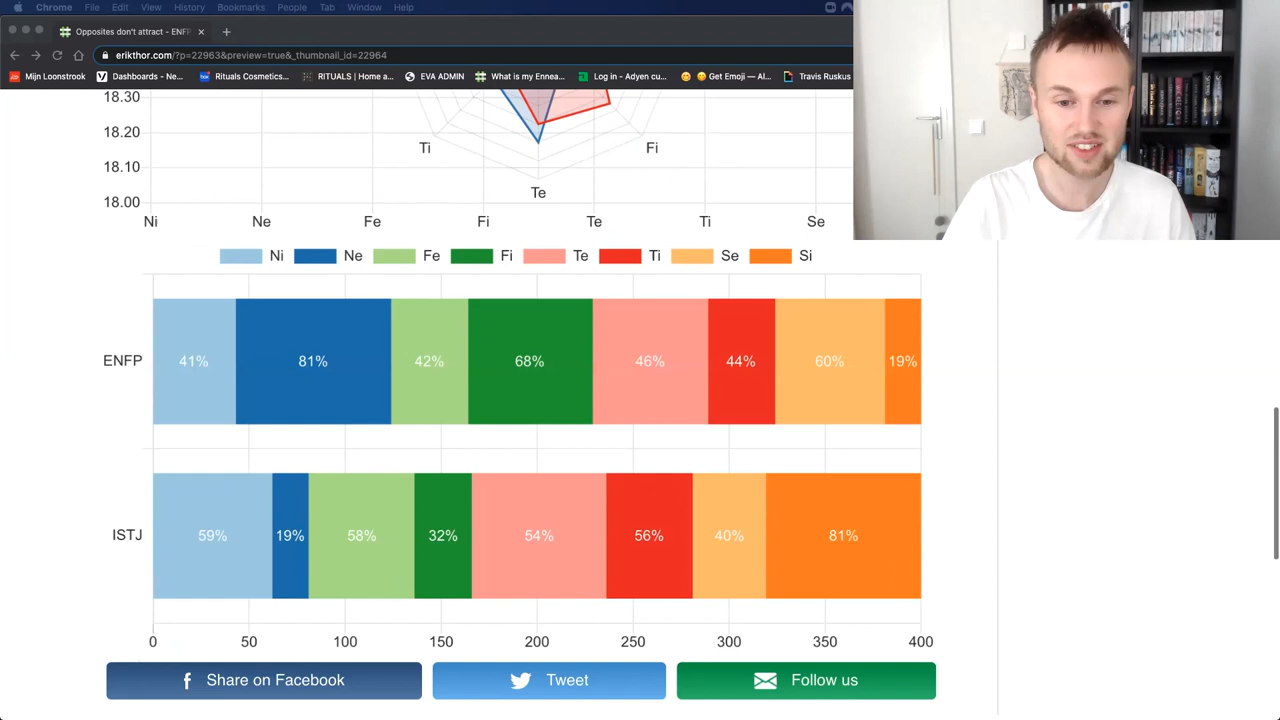 Chrome File Edit View History Bookmarks People Tab Window Help
Opposites don't attract - ENFP
erikthor.com/?p=22963&preview=true&_thumbnail_id=22964
Mijn Loonstrook Dashboards - Ne... Rituals Cosmetics... RITUALS | Home a... EVA ADMIN What is my Ennea... Log in - Adyen cu... Get Emoji — Al... Travis Ruskus
18.30
18.20
18.10
18.00
Ti Fi
Te
Ni Ne Fe Fi Te Ti Se
Ni Ne Fe Fi Te Ti Se Si
ENFP 41% 81% 42% 68% 46% 44% 60% 19%
ISTJ 59% 19% 58% 32% 54% 56% 40% 81%
0 50 100 150 200 250 300 350 400
f Share on Facebook Tweet Follow us